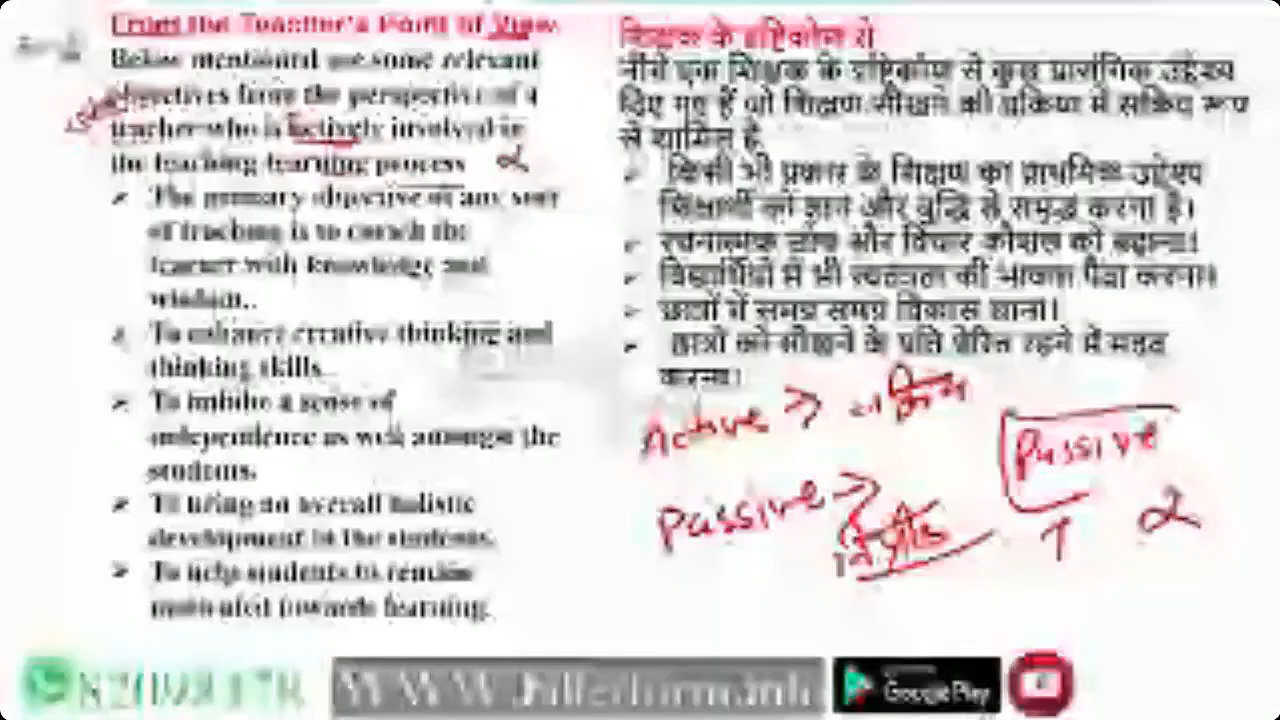 From the Teacher's Point of View
Below mentioned are some relevant
objectives from the perspective of a
teacher who is actively involved in
the teaching-learning process
The primary objective of any sort
of teaching is to enrich the
learner with knowledge and
wisdom..
To enhance creative thinking and
thinking skills.
To imbibe a sense of
independence as well amongst the
students.
To bring an overall holistic
development in the students.
To help students to remain
motivated towards learning.
शिक्षक के दृष्टिकोण से
नीचे एक शिक्षक के दृष्टिकोण से कुछ प्रासंगिक उद्देश्य
दिए गए हैं जो शिक्षण सीखने की प्रक्रिया में सक्रिय रूप
से शामिल है
किसी भी प्रकार के शिक्षण का प्राथमिक उद्देश्य
शिक्षार्थी को ज्ञान और बुद्धि से समृद्ध करना है।
रचनात्मक सोच और विचार कौशल को बढ़ाना।
विद्यार्थियों में भी स्वतंत्रता की भावना पैदा करना।
छात्रों में समग्र समग्र विकास लाना।
छात्रों को सीखने के प्रति प्रेरित रहने में मदद
करना।
Active →
Passive →
Passive
Google Play